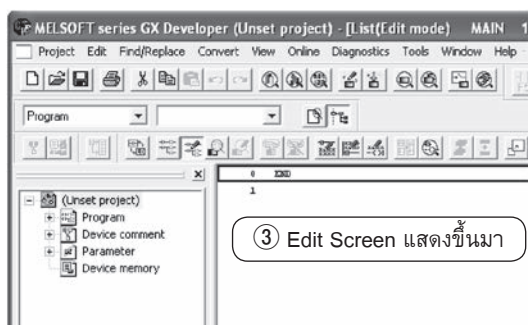 MELSOFT series GX Developer (Unset project) - [List(Edit mode) MAIN 1
Project Edit Find/Replace Convert View Online Diagnostics Tools Window Help
Program
0 END
1
(Unset project)
Program
Device comment
Parameter
Device memory
③ Edit Screen แสดงขึ้นมา